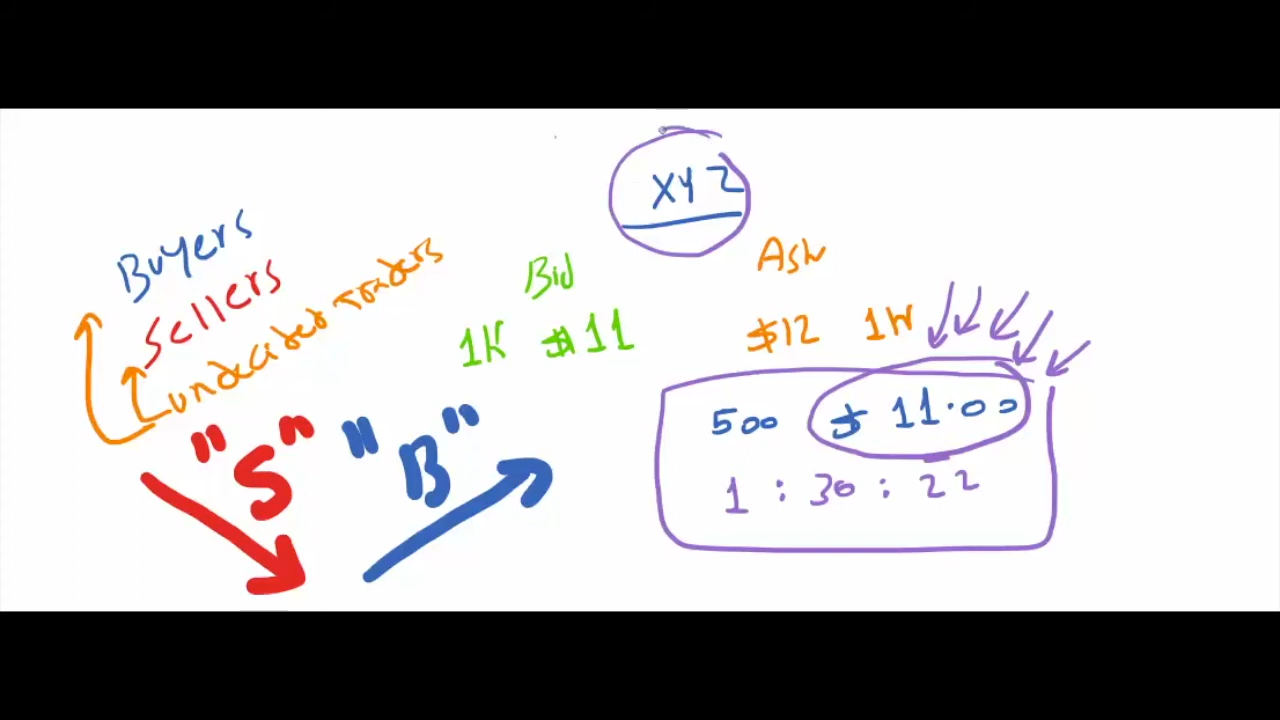 XYZ
Buyers
Sellers
undecided traders
Bid
Ask
1K $11
$12 1K
500 $11.00
1:30:22
"S" "B"